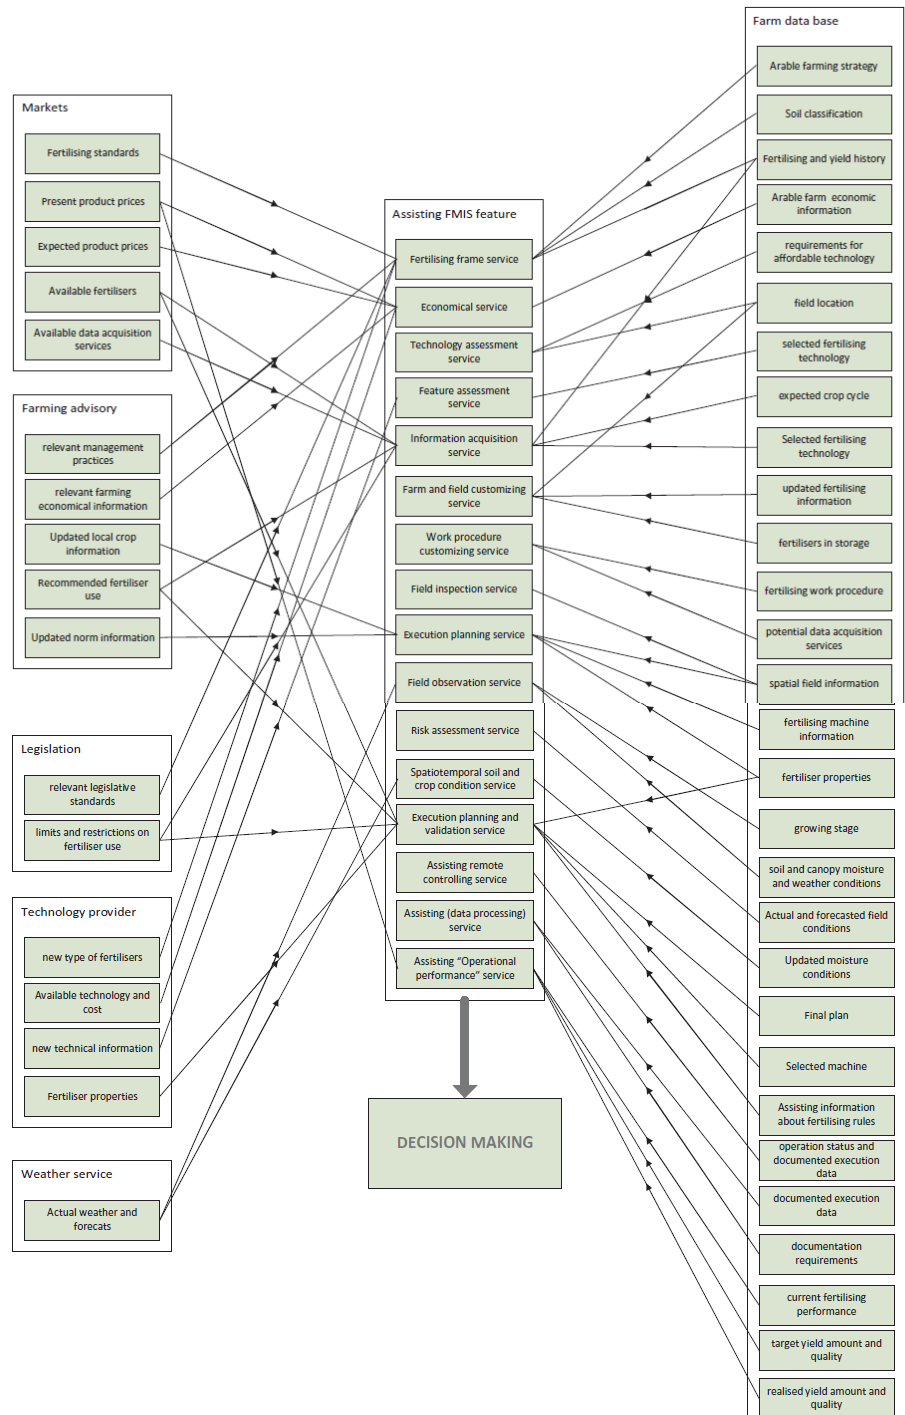 Markets
Fertilising standards
Present product prices
Expected product prices
Available fertilisers
Available data acquisition
services
Farming advisory
relevant management
practices
relevant farming
economical information
Updated local crop
information
Recommended fertiliser
use
Updated norm information
Legislation
relevant legislative
standards
limits and restrictions on
fertiliser use
Technology provider
new type of fertilisers
Available technology and
cost
new technical information
Fertiliser properties
Weather service
Actual weather and
forecats
Assisting FMIS feature
Fertilising frame service
Economical service
Technology assessment
service
Feature assessment
service
Information acquisition
service
Farm and field customizing
service
Work procedure
customizing service
Field inspection service
Execution planning service
Field observation service
Risk assessment service
Spatiotemporal soil and
crop condition service
Execution planning and
validation service
Assisting remote
controlling service
Assisting (data processing)
service
Assisting “Operational
performance” service
DECISION MAKING
Farm data base
Arable farming strategy
Soil classification
Fertilising and yield history
Arable farm economic
information
requirements for
affordable technology
field location
selected fertilising
technology
expected crop cycle
Selected fertilising
technology
updated fertilising
information
fertilisers in storage
fertilising work procedure
potential data acquisition
services
spatial field information
fertilising machine
information
fertiliser properties
growing stage
soil and canopy moisture
and weather conditions
Actual and forecasted field
conditions
Updated moisture
conditions
Final plan
Selected machine
Assisting information
about fertilising rules
operation status and
documented execution
data
documented execution
data
documentation
requirements
current fertilising
performance
target yield amount and
quality
realised yield amount and
quality